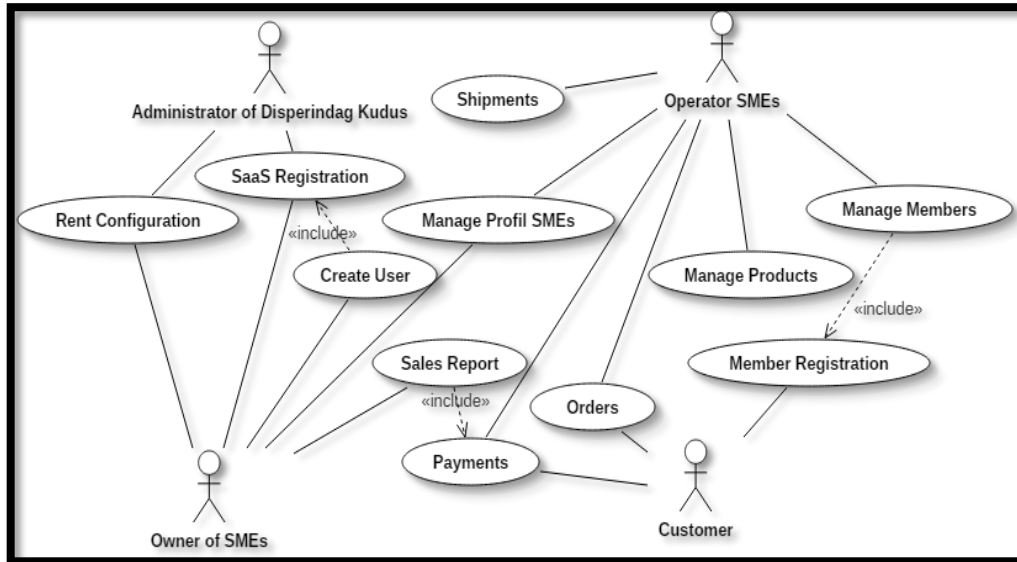 Administrator of Disperindag Kudus
Operator SMEs
Shipments
SaaS Registration
Rent Configuration
Manage Profil SMEs
Manage Members
«include»
Create User
Manage Products
«include»
Sales Report
Member Registration
«include»
Orders
Payments
Customer
Owner of SMEs